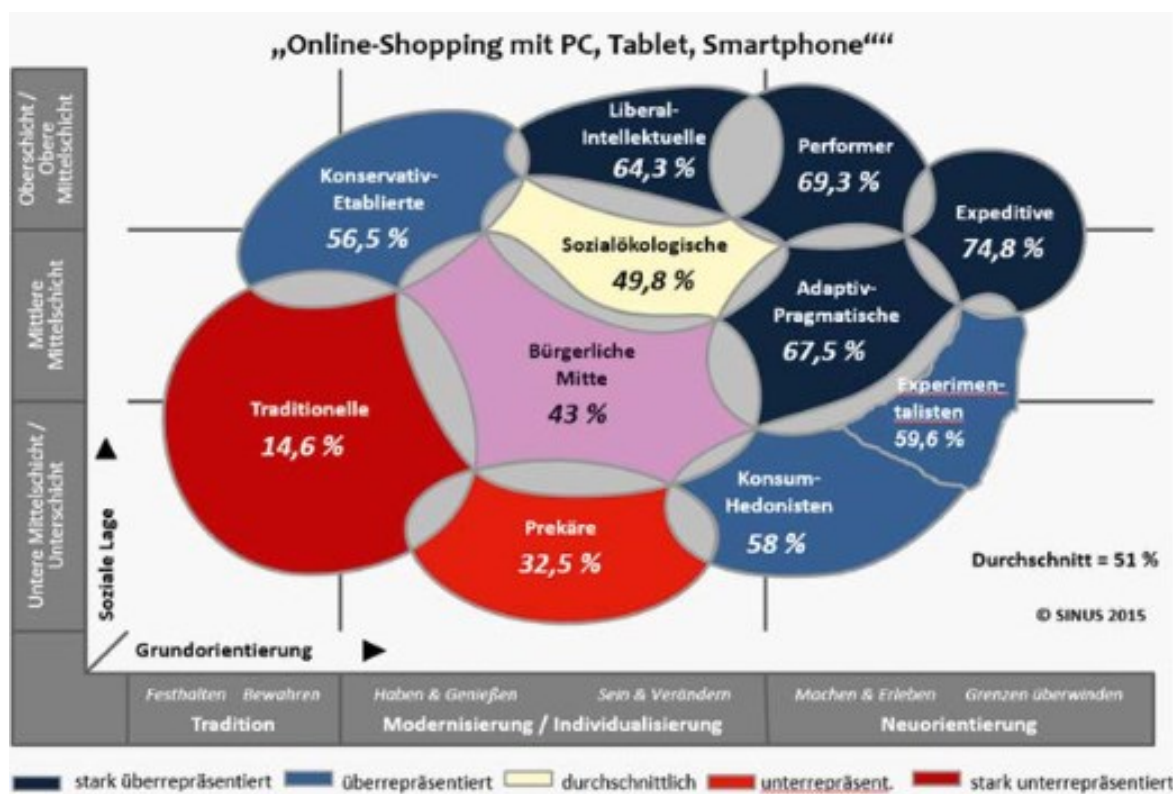 „Online-Shopping mit PC, Tablet, Smartphone““
Oberschicht /
Obere
Mittelschicht
Mittlere
Mittelschicht
Untere Mittelschicht /
Unterschicht
Soziale Lage
Konservativ-
Etablierte
56,5 %
Liberal-
Intellektuelle
64,3 %
Performer
69,3 %
Expeditive
74,8 %
Sozialökologische
49,8 %
Adaptiv-
Pragmatische
67,5 %
Bürgerliche
Mitte
43 %
Traditionelle
14,6 %
Experimen-
talisten
59,6 %
Konsum-
Hedonisten
58 %
Prekäre
32,5 %
Durchschnitt = 51 %
© SINUS 2015
Grundorientierung
Festhalten Bewahren
Tradition
Haben & Genießen Sein & Verändern
Modernisierung / Individualisierung
Machen & Erleben Grenzen überwinden
Neuorientierung
stark überrepräsentiert überrepräsentiert durchschnittlich unterrepräsent. stark unterrepräsentiert